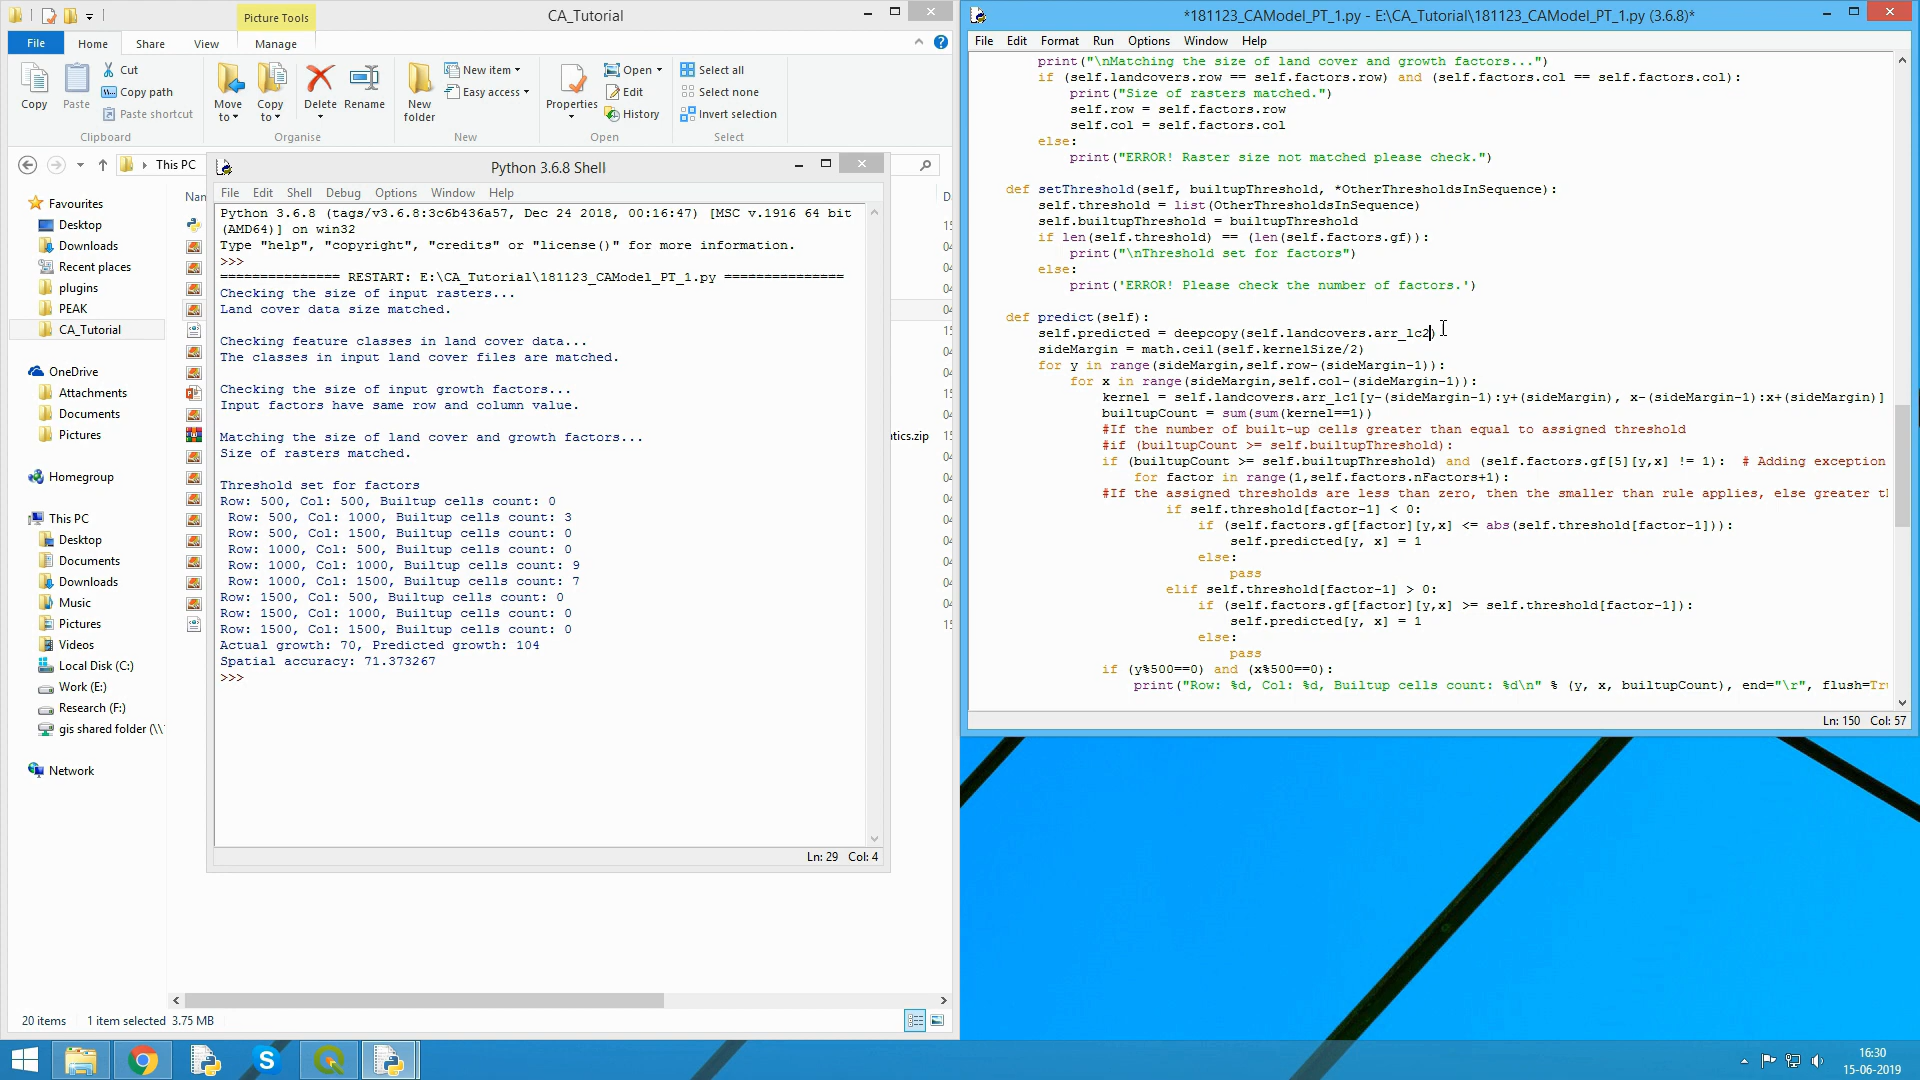 Picture Tools
CA_Tutorial
File
Home
Share
View
Manage
Copy
Paste
Cut
Copy path
Paste shortcut
Clipboard
Move to
Copy to
Delete
Rename
Organise
New folder
New item
Easy access
New
Properties
Open
Edit
History
Open
Select all
Select none
Insert selection
Select
This PC
Favourites
Desktop
Downloads
Recent places
plugins
PEAK
CA_Tutorial
OneDrive
Attachments
Documents
Pictures
Homegroup
This PC
Desktop
Documents
Downloads
Music
Pictures
Videos
Local Disk (C:)
Work (E:)
Research (F:)
gis shared folder (\\
Network
20 items
1 item selected 3.75 MB
Python 3.6.8 Shell
File Edit Shell Debug Options Window Help
Python 3.6.8 (tags/v3.6.8:3c6b436a57, Dec 24 2018, 00:16:47) [MSC v.1916 64 bit
(AMD64)] on win32
Type "help", "copyright", "credits" or "license()" for more information.
>>>
=============== RESTART: E:\CA_Tutorial\181123_CAModel_PT_1.py ===============
Checking the size of input rasters...
Land cover data size matched.
Checking feature classes in land cover data...
The classes in input land cover files are matched.
Checking the size of input growth factors...
Input factors have same row and column value.
Matching the size of land cover and growth factors...
Size of rasters matched.
Threshold set for factors
Row: 500, Col: 500, Builtup cells count: 0
Row: 500, Col: 1000, Builtup cells count: 3
Row: 500, Col: 1500, Builtup cells count: 0
Row: 1000, Col: 500, Builtup cells count: 0
Row: 1000, Col: 1000, Builtup cells count: 9
Row: 1000, Col: 1500, Builtup cells count: 7
Row: 1500, Col: 500, Builtup cells count: 0
Row: 1500, Col: 1000, Builtup cells count: 0
Row: 1500, Col: 1500, Builtup cells count: 0
Actual growth: 70, Predicted growth: 104
Spatial accuracy: 71.373267
>>>
Ln: 29 Col: 4
atics.zip
*181123_CAModel_PT_1.py - E:\CA_Tutorial\181123_CAModel_PT_1.py (3.6.8)*
File Edit Format Run Options Window Help
print("\nMatching the size of land cover and growth factors...")
if (self.landcovers.row == self.factors.row) and (self.factors.col == self.factors.col):
print("Size of rasters matched.")
self.row = self.factors.row
self.col = self.factors.col
else:
print("ERROR! Raster size not matched please check.")
def setThreshold(self, builtupThreshold, *OtherThresholdsInSequence):
self.threshold = list(OtherThresholdsInSequence)
self.builtupThreshold = builtupThreshold
if len(self.threshold) == (len(self.factors.gf)):
print("\nThreshold set for factors")
else:
print('ERROR! Please check the number of factors.')
def predict(self):
self.predicted = deepcopy(self.landcovers.arr_lc2)
sideMargin = math.ceil(self.kernelSize/2)
for y in range(sideMargin,self.row-(sideMargin-1)):
for x in range(sideMargin,self.col-(sideMargin-1)):
kernel = self.landcovers.arr_lc1[y-(sideMargin-1):y+(sideMargin), x-(sideMargin-1):x+(sideMargin)]
builtupCount = sum(sum(kernel==1))
#If the number of built-up cells greater than equal to assigned threshold
#if (builtupCount >= self.builtupThreshold):
if (builtupCount >= self.builtupThreshold) and (self.factors.gf[5][y,x] != 1): # Adding exception
for factor in range(1,self.factors.nFactors+1):
#If the assigned thresholds are less than zero, then the smaller than rule applies, else greater t
if self.threshold[factor-1] < 0:
if (self.factors.gf[factor][y,x] <= abs(self.threshold[factor-1])):
self.predicted[y, x] = 1
else:
pass
elif self.threshold[factor-1] > 0:
if (self.factors.gf[factor][y,x] >= self.threshold[factor-1]):
self.predicted[y, x] = 1
else:
pass
if (y%500==0) and (x%500==0):
print("Row: %d, Col: %d, Builtup cells count: %d\n" % (y, x, builtupCount), end="\r", flush=Tr
Ln: 150 Col: 57
16:30
15-06-2019